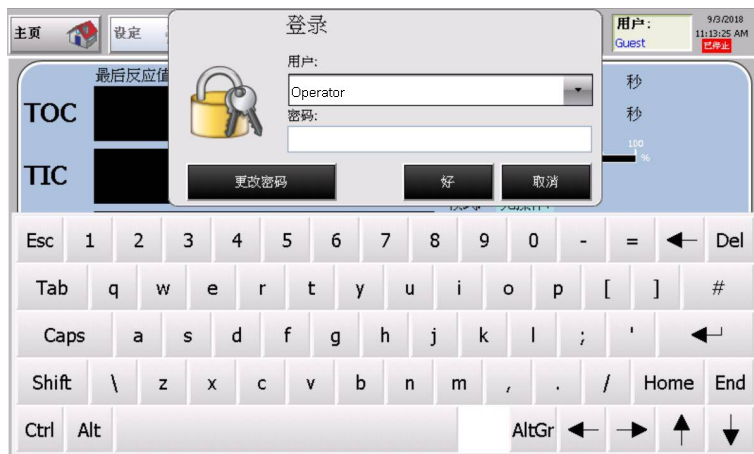 主页
设定
登录
用户:
Guest
9/3/2018
11:13:25 AM
已停止
最后反应值
用户:
Operator
密码:
更改密码
好
取消
秒
秒
100
%
TOC
TIC
Esc 1 2 3 4 5 6 7 8 9 0 - = Del
Tab q w e r t y u i o p [ ] #
Caps a s d f g h j k l ; '
Shift \ z x c v b n m , . / Home End
Ctrl Alt AltGr